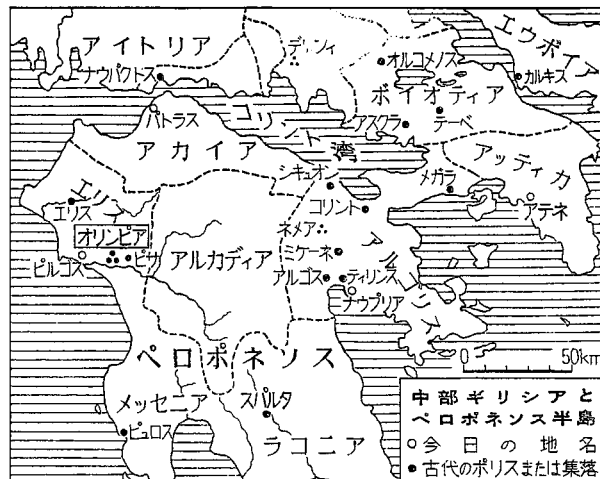 アイトリア
デルフィ
エウボイア
オルコメノス
ナウパクトス
カルキス
ボイオティア
パトラス
コリント湾
アスクラ
テーベ
アカイア
アッティカ
シキュオン
メガラ
エリス
エリス
コリント
アテネ
ネメア
オリンピア
ミケーネ
アルゴリス
ピルゴス
ピサ
アルカディア
アルゴス
ティリンス
ナウプリア
ペロポネソス
0 50km
メッセニア
スパルタ
ピュロス
ラコニア
中部ギリシアと
ペロポネンソス半島
○今日の地名
●古代のポリスまたは集落